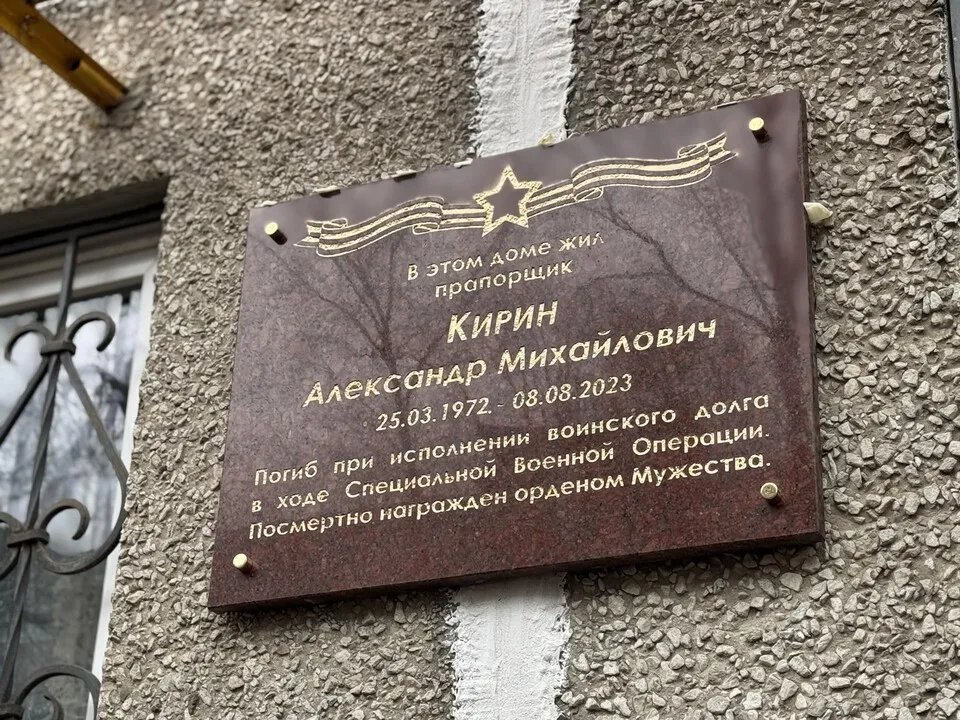 В этом доме жил
прапорщик
Кирин
Александр Михайлович
25.03.1972.- 08.08.2023
Погиб при исполнении воинского долга
в ходе Специальной Военной Операции.
Посмертно награжден орденом Мужества.